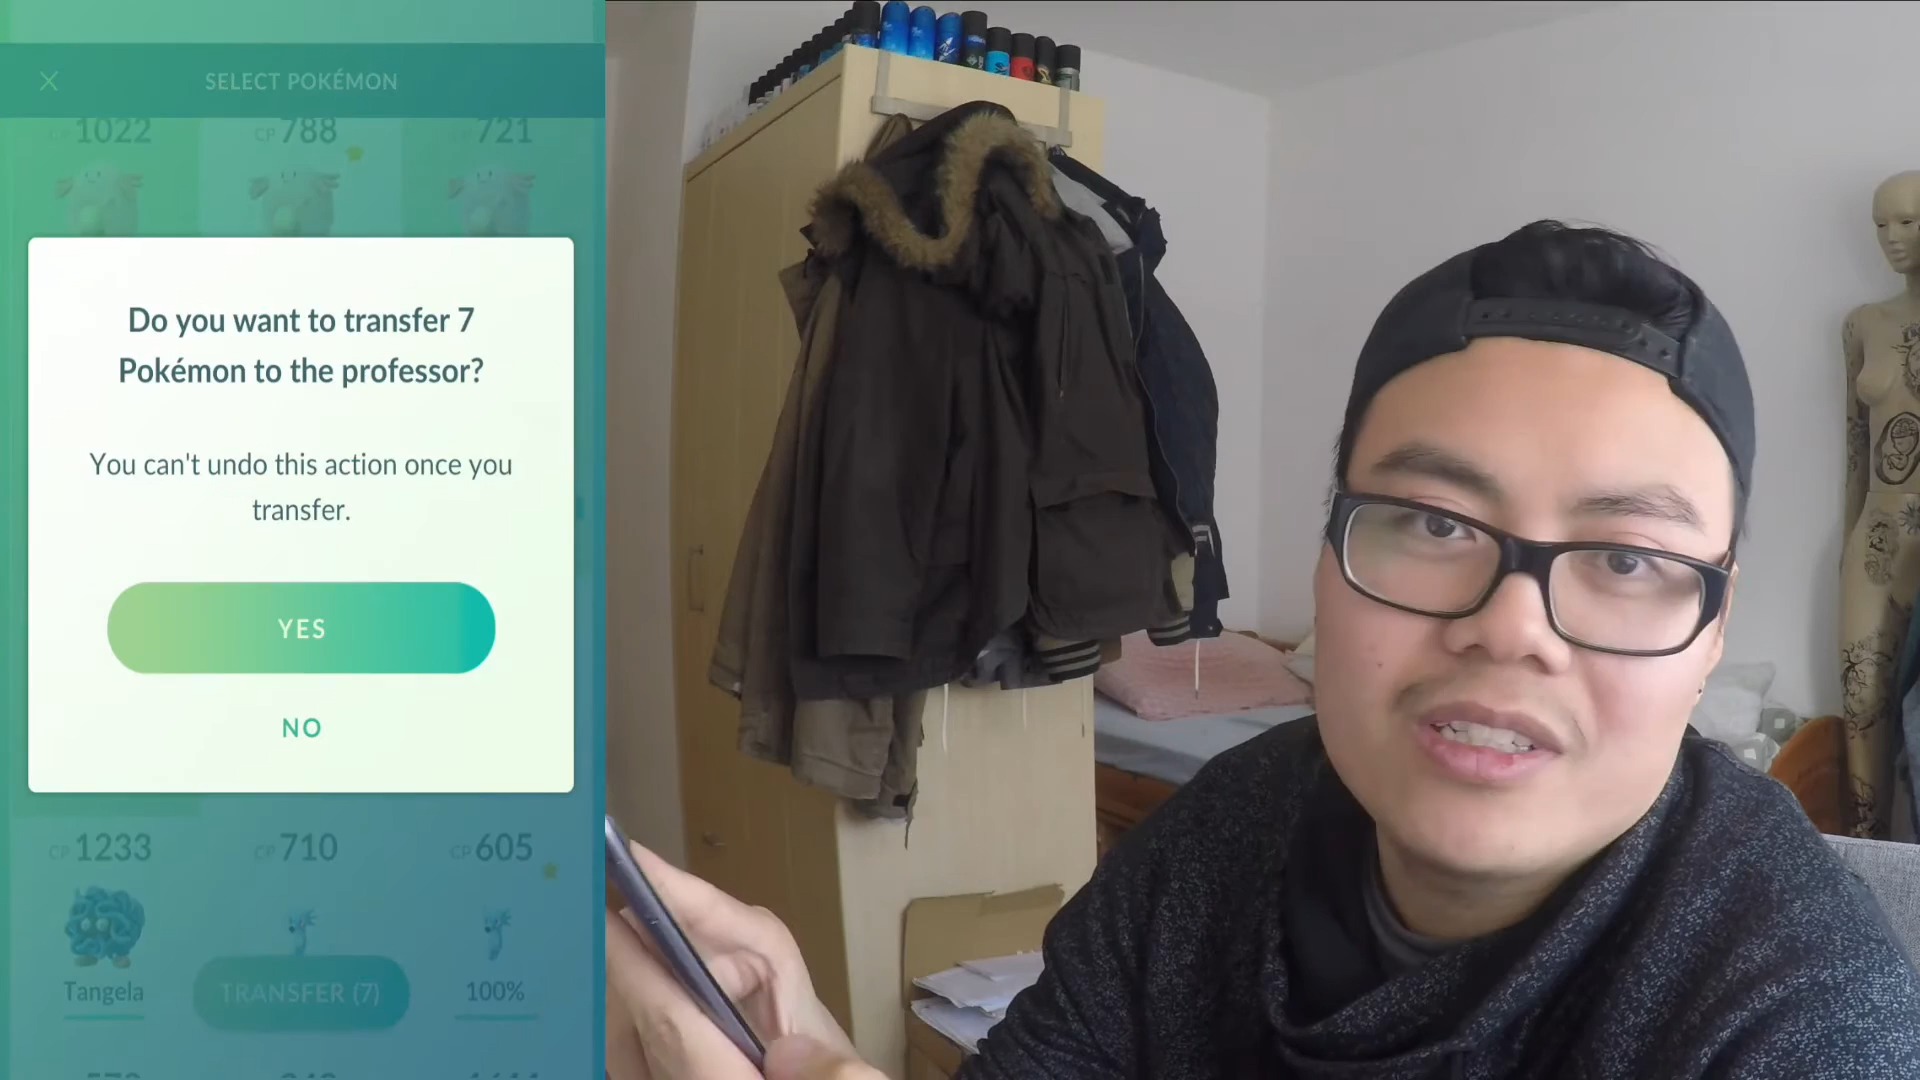 SELECT POKÉMON
CP 1022 CP 788 721
Do you want to transfer 7
Pokémon to the professor?
You can't undo this action once you
transfer.
YES
NO
CP 1233 CP 710 CP 605
Tangela TRANSFER (7) 100%